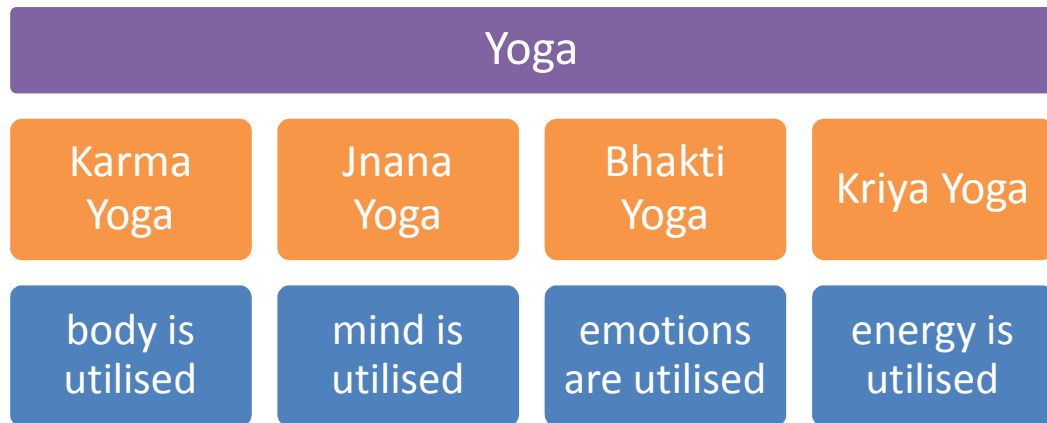 Yoga
Karma
Yoga
Jnana
Yoga
Bhakti
Yoga
Kriya Yoga
body is
utilised
mind is
utilised
emotions
are utilised
energy is
utilised